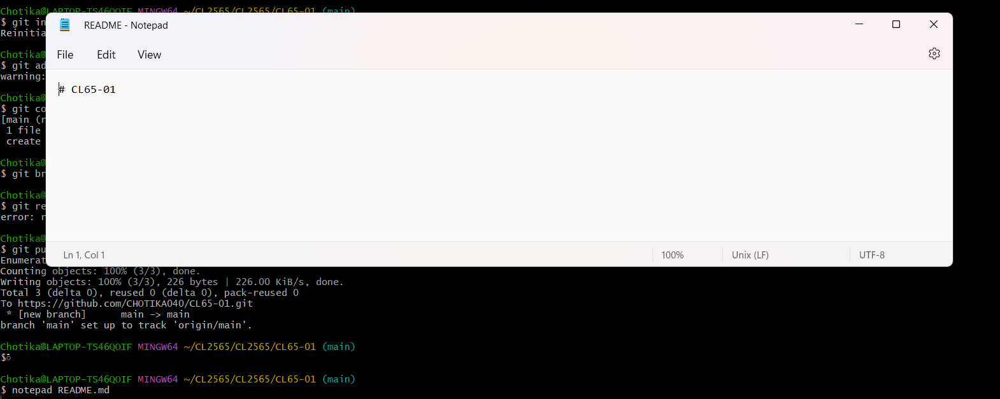 Chotika@LAPTOP-TS46QOIF MINGW64 ~/CL2565/CL2565/CL65-01 (main)
$ git in
Reinitia
README - Notepad
File Edit View
# CL65-01
Chotika@
$ git ad
warning:
Chotika@
$ git co
[main (r
1 file
create
Chotika@
$ git br
Chotika@
$ git re
error: r
Chotika@
$ git pu
Enumerat
Ln 1, Col 1 100% Unix (LF) UTF-8
Counting objects: 100% (3/3), done.
Writing objects: 100% (3/3), 226 bytes | 226.00 KiB/s, done.
Total 3 (delta 0), reused 0 (delta 0), pack-reused 0
To https://github.com/CHOTIKA040/CL65-01.git
* [new branch] main -> main
branch 'main' set up to track 'origin/main'.
Chotika@LAPTOP-TS46QOIF MINGW64 ~/CL2565/CL2565/CL65-01 (main)
$
Chotika@LAPTOP-TS46QOIF MINGW64 ~/CL2565/CL2565/CL65-01 (main)
$ notepad README.md